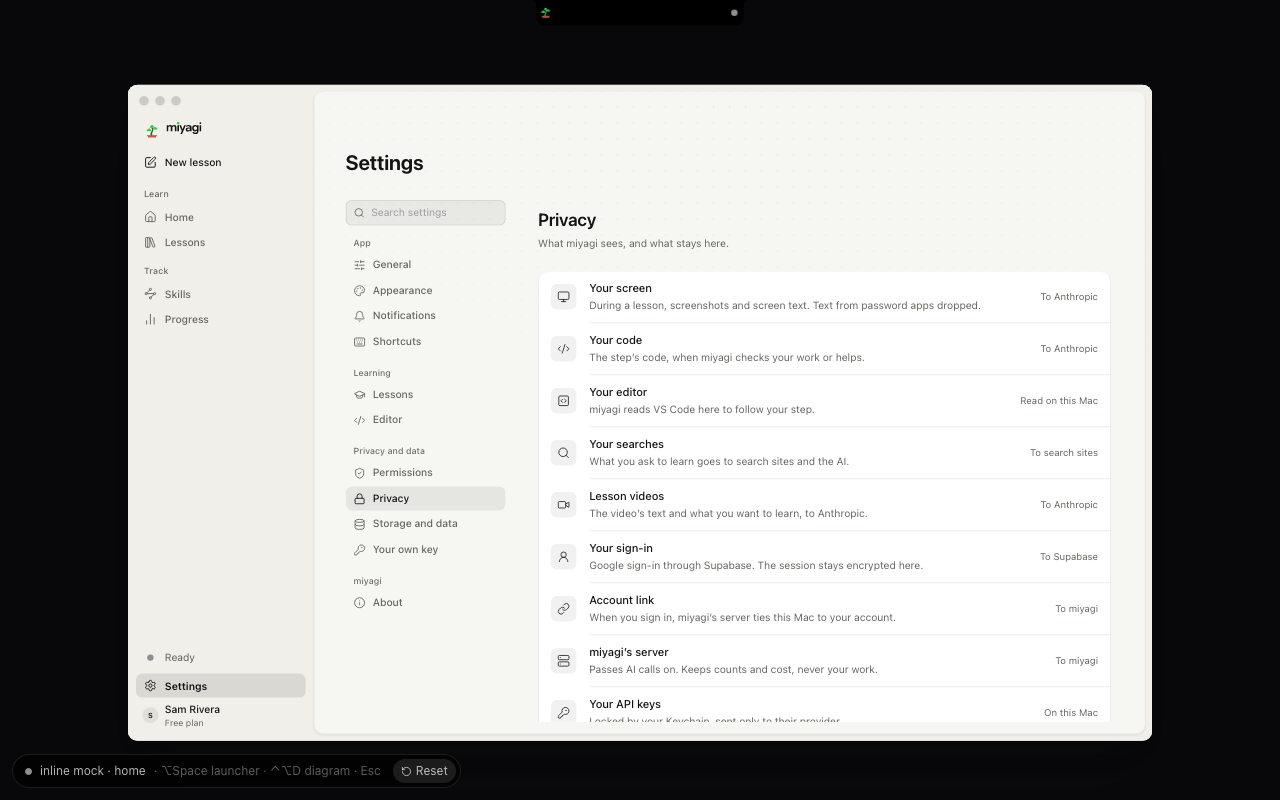 miyagi
New lesson
Learn
Home
Lessons
Track
Skills
Progress
Ready
Settings
S
Sam Rivera
Free plan
Settings
Search settings
App
General
Appearance
Notifications
Shortcuts
Learning
Lessons
Editor
Privacy and data
Permissions
Privacy
Storage and data
Your own key
miyagi
About
Privacy
What miyagi sees, and what stays here.
Your screen
During a lesson, screenshots and screen text. Text from password apps dropped.
To Anthropic
Your code
The step's code, when miyagi checks your work or helps.
To Anthropic
Your editor
miyagi reads VS Code here to follow your step.
Read on this Mac
Your searches
What you ask to learn goes to search sites and the AI.
To search sites
Lesson videos
The video's text and what you want to learn, to Anthropic.
To Anthropic
Your sign-in
Google sign-in through Supabase. The session stays encrypted here.
To Supabase
Account link
When you sign in, miyagi's server ties this Mac to your account.
To miyagi
miyagi's server
Passes AI calls on. Keeps counts and cost, never your work.
To miyagi
Your API keys
Locked by your Keychain, sent only to their provider.
On this Mac
inline mock · home · ⌥Space launcher · ^⌥D diagram · Esc
Reset